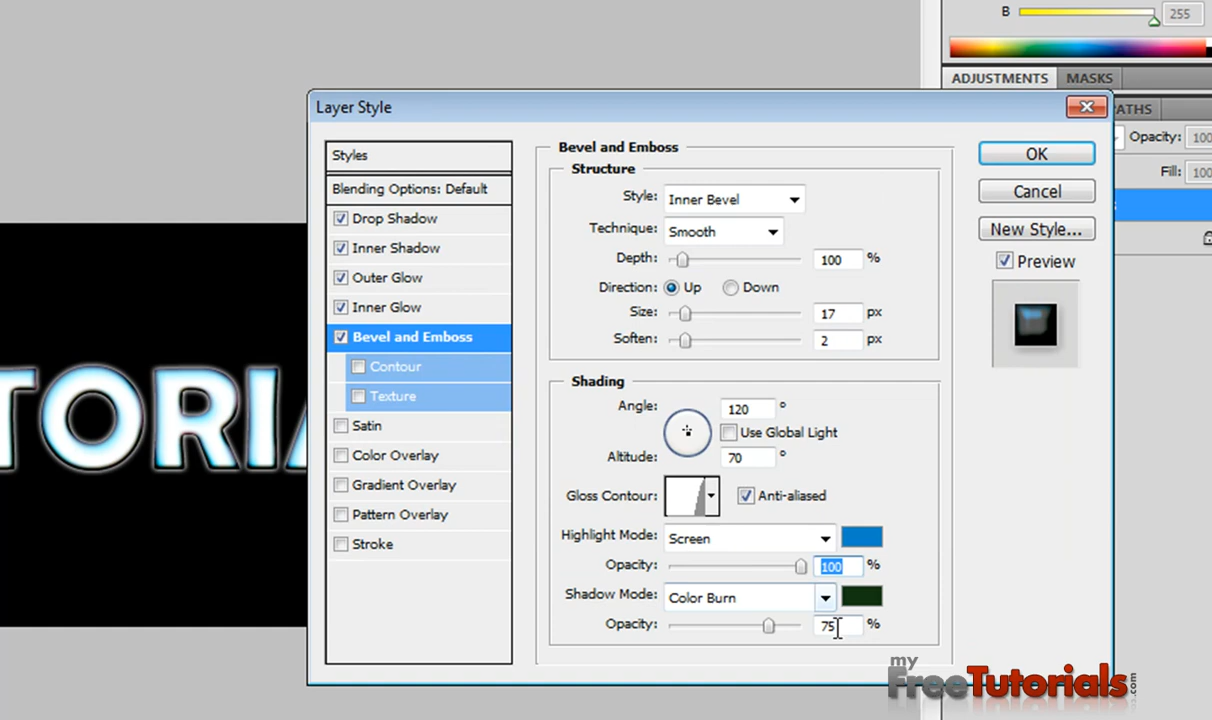 B 255
ADJUSTMENTS MASKS
Layer Style
ATHS
Opacity: 100
Fill: 100
Styles
Blending Options: Default
Drop Shadow
Inner Shadow
Outer Glow
Inner Glow
Bevel and Emboss
Contour
Texture
Satin
Color Overlay
Gradient Overlay
Pattern Overlay
Stroke
Bevel and Emboss
Structure
Style: Inner Bevel
Technique: Smooth
Depth: 100 %
Direction: Up Down
Size: 17 px
Soften: 2 px
Shading
Angle: 120 °
Use Global Light
Altitude: 70 °
Gloss Contour: Anti-aliased
Highlight Mode: Screen
Opacity: 100 %
Shadow Mode: Color Burn
Opacity: 75 %
OK
Cancel
New Style...
Preview
TORIA
my
FreeTutorials.com